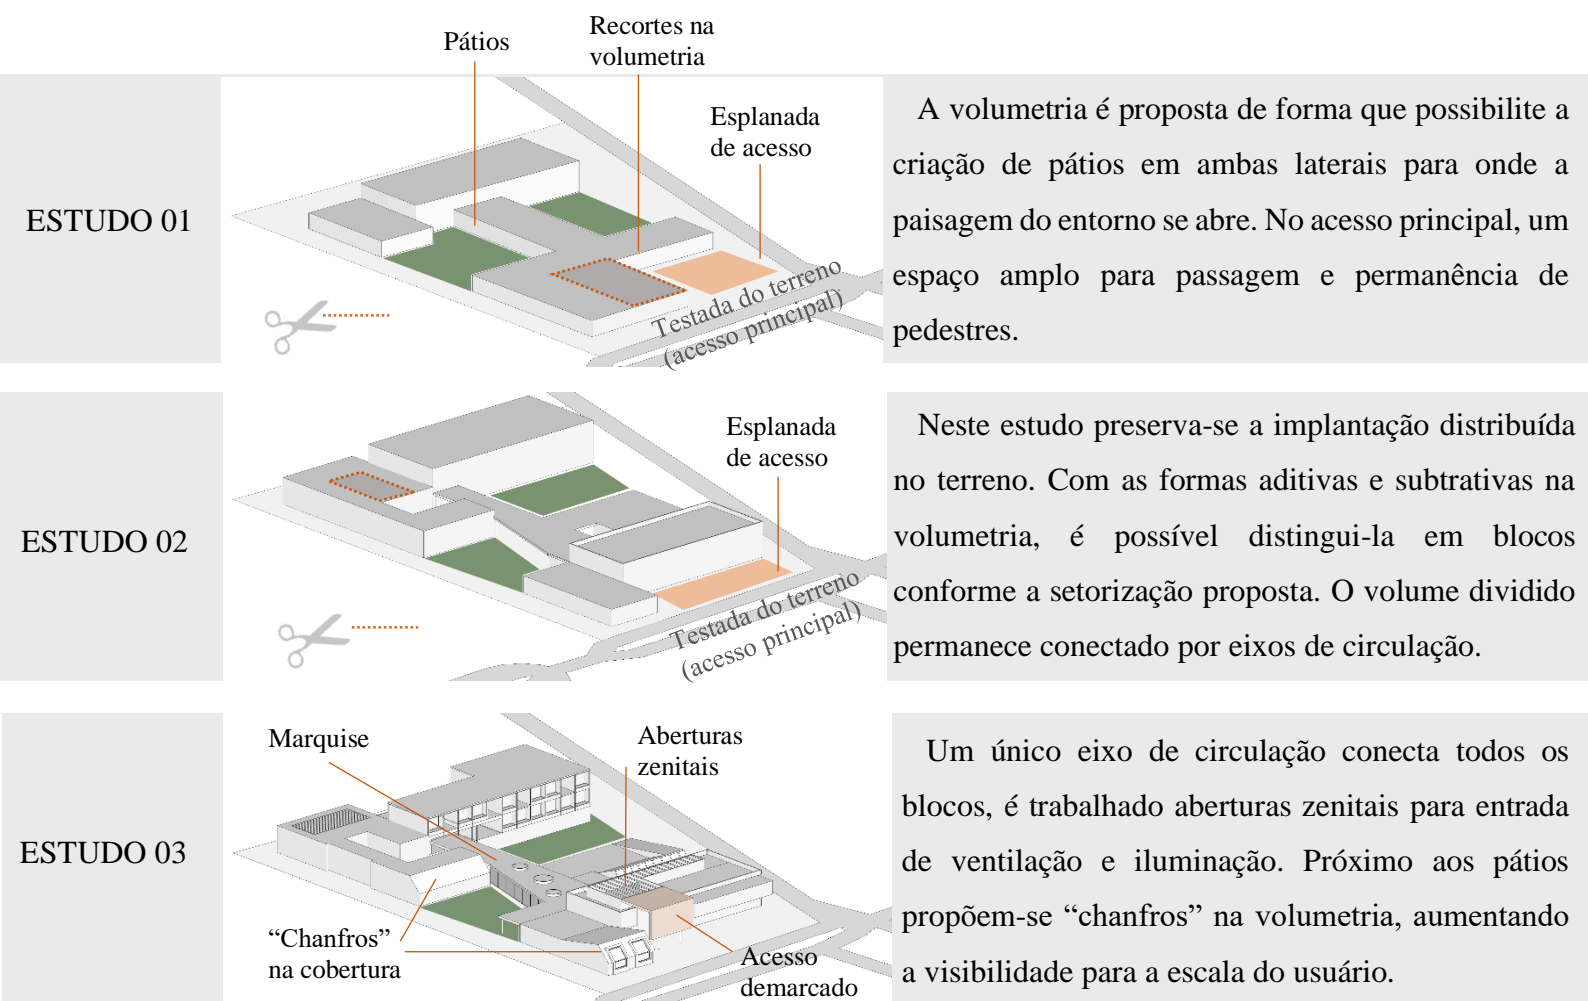 Pátios
Recortes na
volumetria
Esplanada
de acesso
Testada do terreno
(acesso principal)
ESTUDO 01
A volumetria é proposta de forma que possibilite a
criação de pátios em ambas laterais para onde a
paisagem do entorno se abre. No acesso principal, um
espaço amplo para passagem e permanência de
pedestres.
ESTUDO 02
Esplanada
de acesso
Testada do terreno
(acesso principal)
Neste estudo preserva-se a implantação distribuída
no terreno. Com as formas aditivas e subtrativas na
volumetria, é possível distingui-la em blocos
conforme a setorização proposta. O volume dividido
permanece conectado por eixos de circulação.
ESTUDO 03
Marquise
Aberturas
zenitais
“Chanfros”
na cobertura
Acesso
demarcado
Um único eixo de circulação conecta todos os
blocos, é trabalhado aberturas zenitais para entrada
de ventilação e iluminação. Próximo aos pátios
propõem-se “chanfros” na volumetria, aumentando
a visibilidade para a escala do usuário.